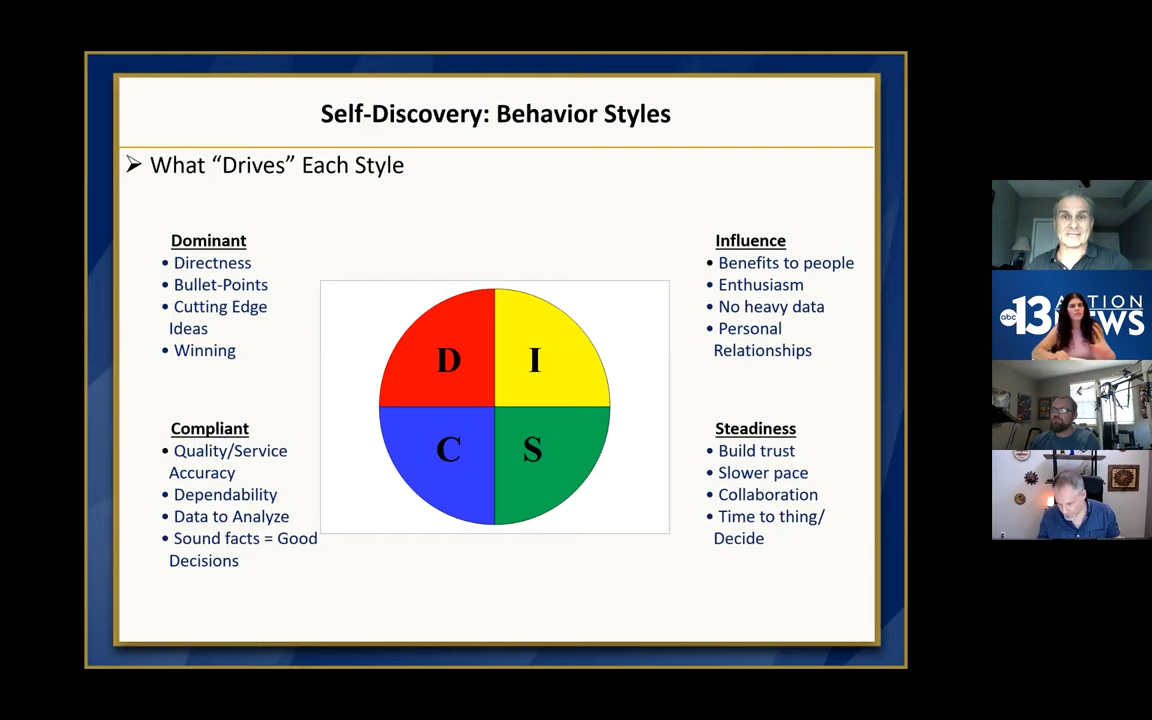 Self-Discovery: Behavior Styles
➢ What “Drives” Each Style
Dominant
• Directness
• Bullet-Points
• Cutting Edge
Ideas
• Winning
Influence
• Benefits to people
• Enthusiasm
• No heavy data
• Personal
Relationships
D
I
C
S
Compliant
• Quality/Service
Accuracy
• Dependability
• Data to Analyze
• Sound facts = Good
Decisions
Steadiness
• Build trust
• Slower pace
• Collaboration
• Time to thing/
Decide
abc 13 ACTION
NEWS